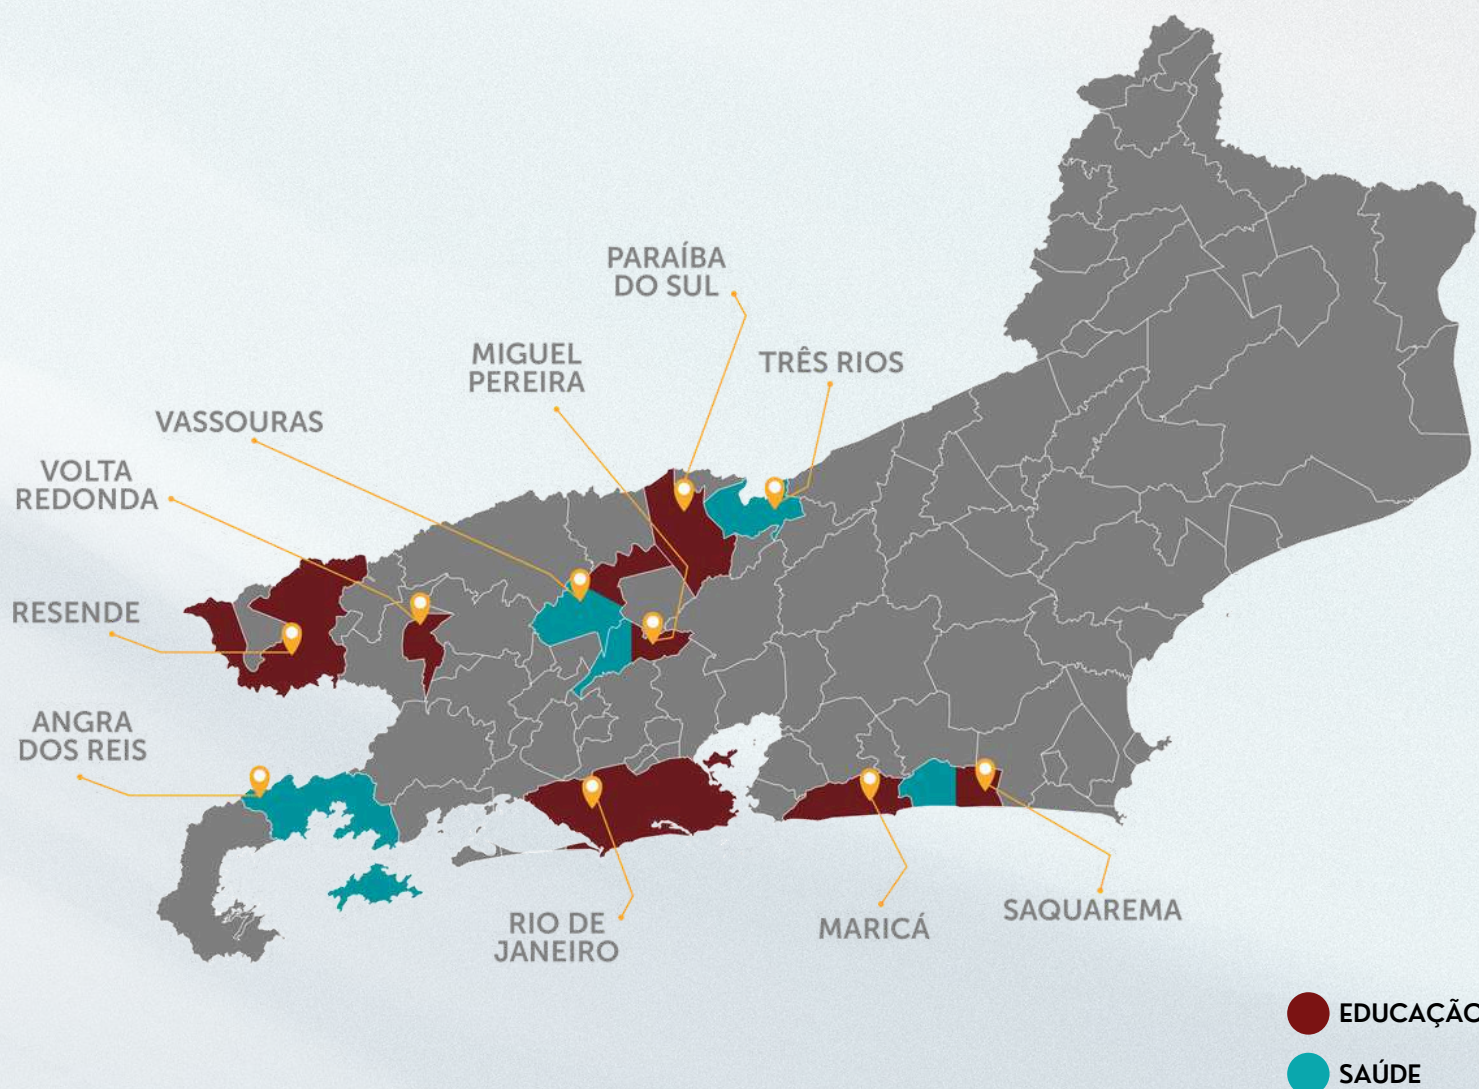 PARAÍBA
DO SUL
MIGUEL
PEREIRA
TRÊS RIOS
VASSOURAS
VOLTA
REDONDA
RESENDE
ANGRA
DOS REIS
RIO DE
JANEIRO
MARICÁ
SAQUAREMA
EDUCAÇÃO
SAÚDE